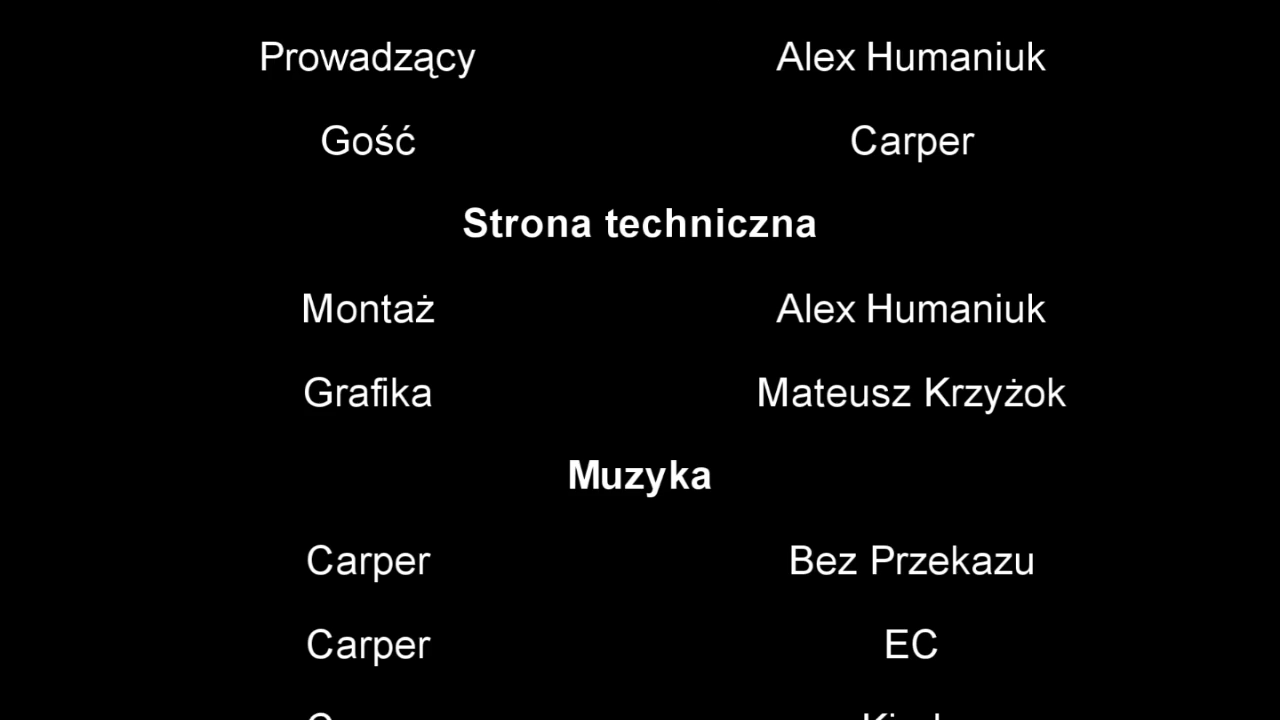 Prowadzący Alex Humaniuk
Gość Carper
Strona techniczna
Montaż Alex Humaniuk
Grafika Mateusz Krzyżok
Muzyka
Carper Bez Przekazu
Carper EC